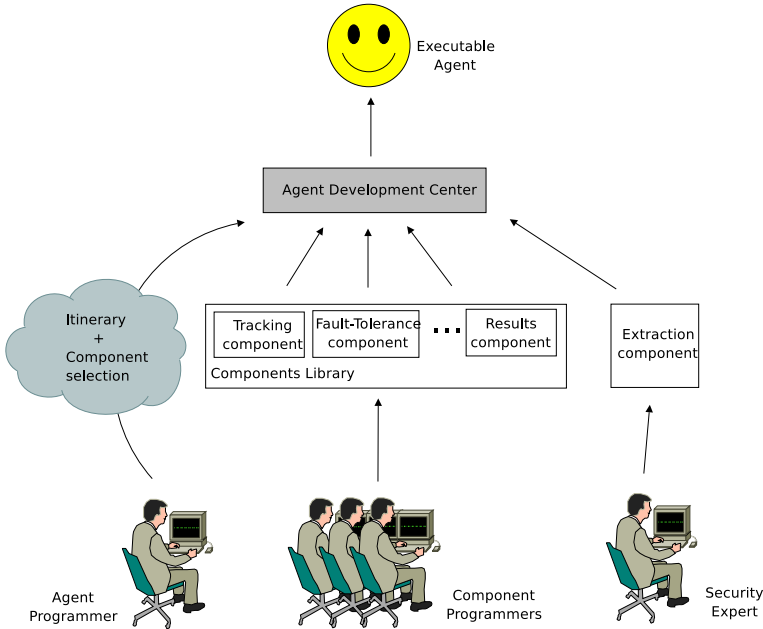 Executable
Agent
Agent Development Center
Itinerary
+
Component
selection
Tracking
component
Fault-Tolerance
component
...
Results
component
Components Library
Extraction
component
Agent
Programmer
Component
Programmers
Security
Expert